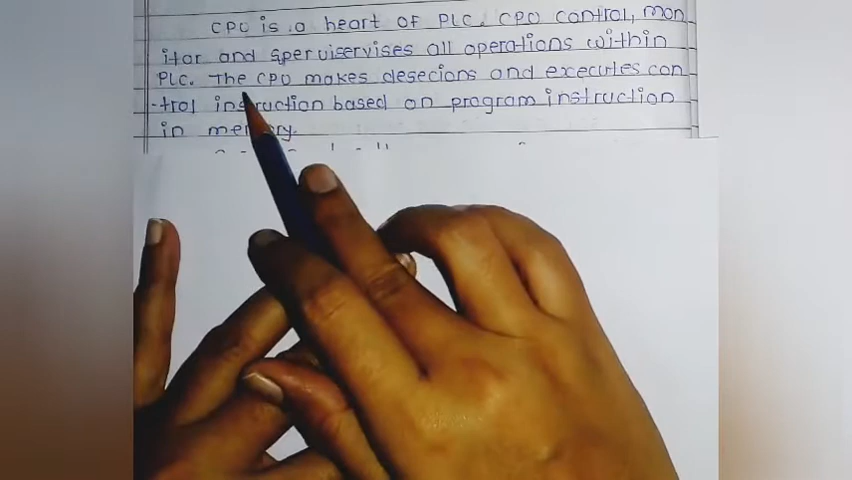 CPU is a heart of PLC. CPU control, mon
itor and sperviservises all operations within
PLC. The CPU makes desecions and executes con
-trol instruction based on program instruction
in memory.